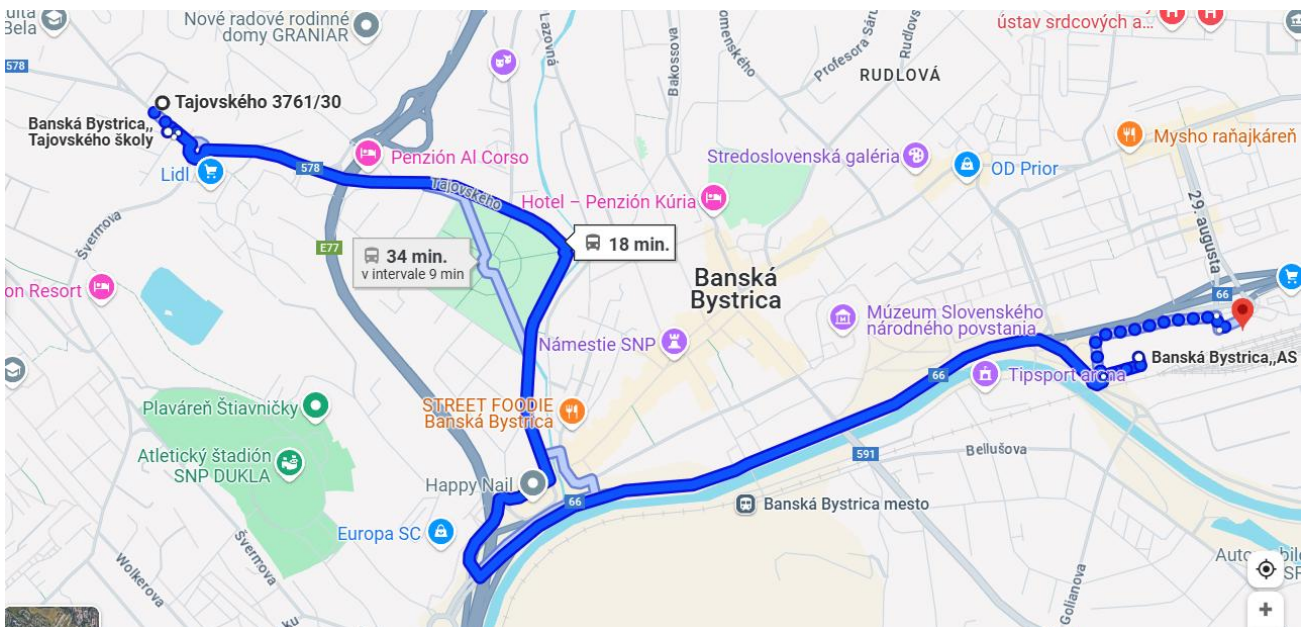 Bela
Nové radové rodinné
domy GRANIAR
Lazovná
Bakossova
Profesora Sáru
Rudlov
ústav srdcových a...
RUDLOVÁ
578
Tajovského 3761/30
Banská Bystrica,,
Tajovského školy
Lidl
578
Penzión Al Corso
Tajovského
Stredoslovenská galéria
OD Prior
Mysho raňajkáreň
Hotel – Penzión Kúria
29. augusta
Švermova
E77
34 min.
v intervale 9 min
18 min.
on Resort
Banská
Bystrica
66
Múzeum Slovenského
národného povstania
Námestie SNP
Banská Bystrica,,AS
66
Tipsport aréna
Plaváreň Štiavničky
STREET FOODIE
Banská Bystrica
Atletický štadión
SNP DUKLA
591
Bellušova
Happy Nail
66
Banská Bystrica mesto
Europa SC
Švermova
Wolkerova
Golianova